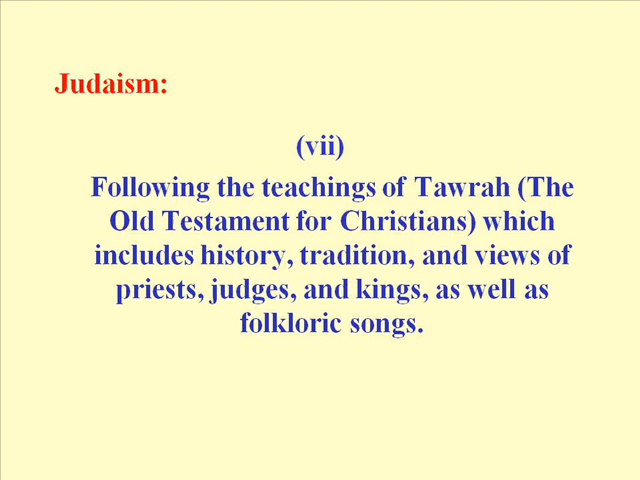 Judaism:
(vii)
Following the teachings of Tawrah (The
Old Testament for Christians) which
includes history, tradition, and views of
priests, judges, and kings, as well as
folkloric songs.